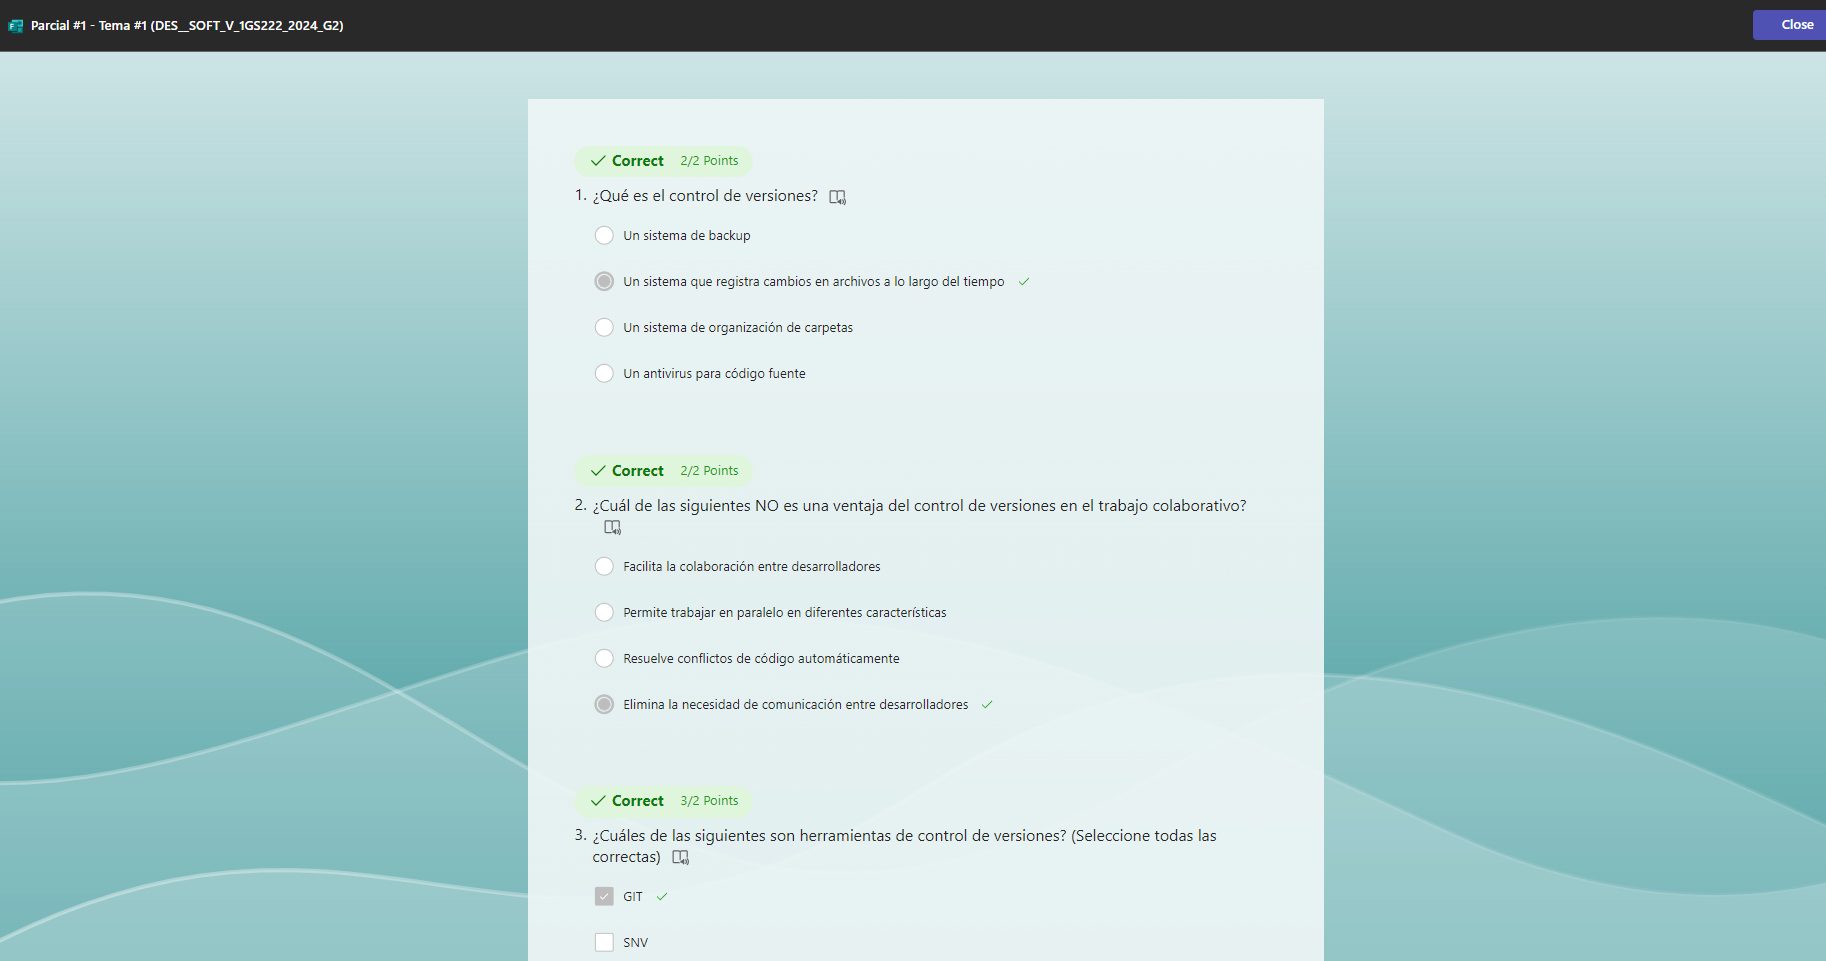 Parcial #1 - Tema #1 (DES__SOFT_V_1GS222_2024_G2)
Close
Correct 2/2 Points
1. ¿Qué es el control de versiones?
Un sistema de backup
Un sistema que registra cambios en archivos a lo largo del tiempo
Un sistema de organización de carpetas
Un antivirus para código fuente
Correct 2/2 Points
2. ¿Cuál de las siguientes NO es una ventaja del control de versiones en el trabajo colaborativo?
Facilita la colaboración entre desarrolladores
Permite trabajar en paralelo en diferentes características
Resuelve conflictos de código automáticamente
Elimina la necesidad de comunicación entre desarrolladores
Correct 3/2 Points
3. ¿Cuáles de las siguientes son herramientas de control de versiones? (Seleccione todas las
correctas)
GIT
SNV